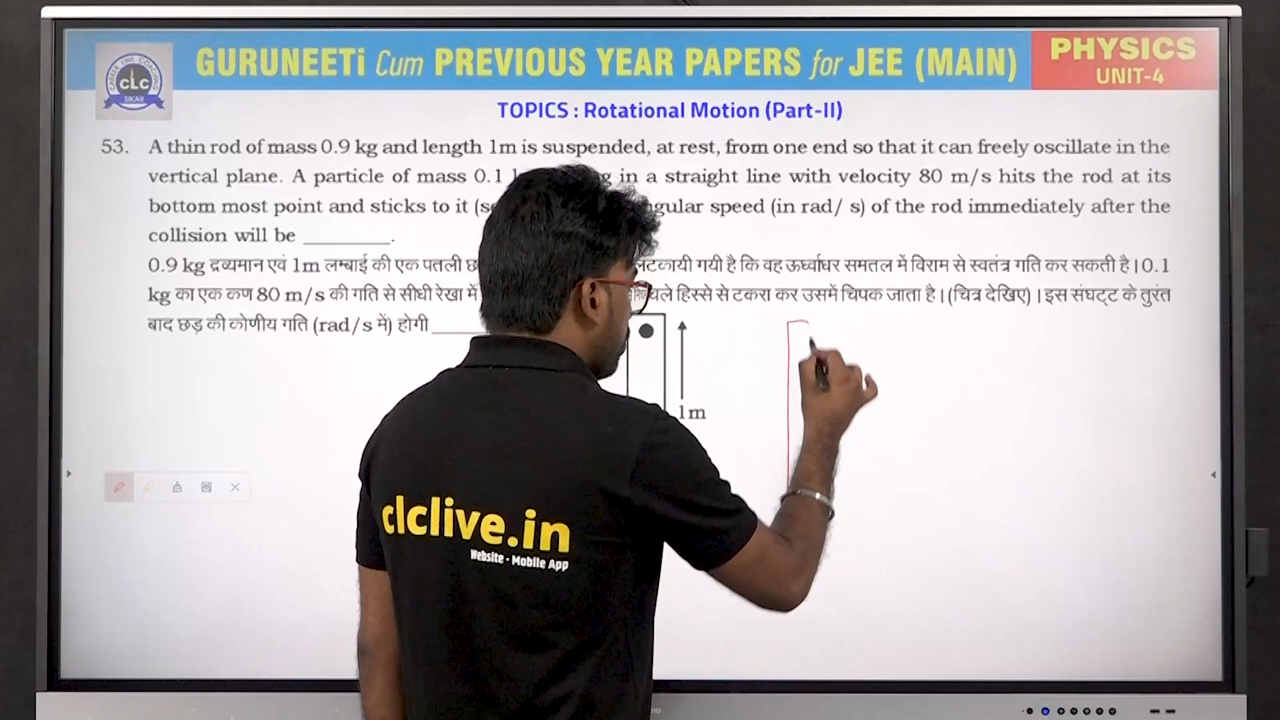 GURUNEETi Cum PREVIOUS YEAR PAPERS for JEE (MAIN)
PHYSICS
UNIT-4
CLC
SIKAR
TOPICS : Rotational Motion (Part-II)
53. A thin rod of mass 0.9 kg and length 1m is suspended, at rest, from one end so that it can freely oscillate in the
vertical plane. A particle of mass 0.1 in a straight line with velocity 80 m/s hits the rod at its
bottom most point and sticks to it speed (in rad/ s) of the rod immediately after the
collision will be _________.
0.9 kg द्रव्यमान एवं 1m लम्बाई की एक पतली गयी है कि वह ऊर्ध्वाधर समतल में विराम से स्वतंत्र गति कर सकती है। 0.1
kg का एक कण 80 m/s की गति से सीधी रेखा में हिस्से से टकरा कर उसमें चिपक जाता है। (चित्र देखिए)। इस संघट्ट के तुरंत
बाद छड़ की कोणीय गति (rad/s में) होगी
1m
clclive.in
Website - Mobile App